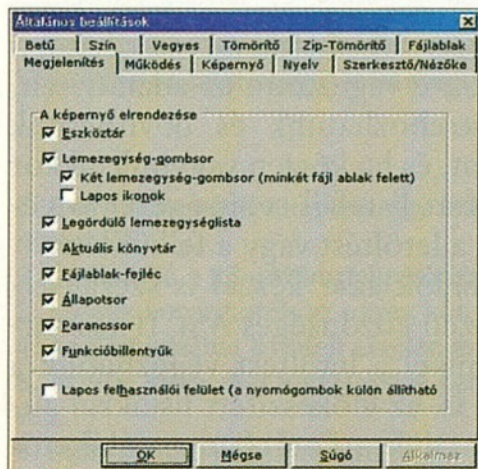 Általános beállítások
Betű Szín Vegyes Tömörítő Zip-Tömörítő Fájlablak
Megjelenítés Működés Képernyő Nyelv Szerkesztő/Nézőke
A képernyő elrendezése
Eszköztár
Lemezegység-gombsor
Két lemezegység-gombsor (minkét fájl ablak felett)
Lapos ikonok
Legördülő lemezegységlista
Aktuális könyvtár
Fájlablak-fejléc
Állapotsor
Parancssor
Funkcióbillentyűk
Lapos felhasználói felület (a nyomógombok külön állítható
OK Mégse Súgó Alkalmaz